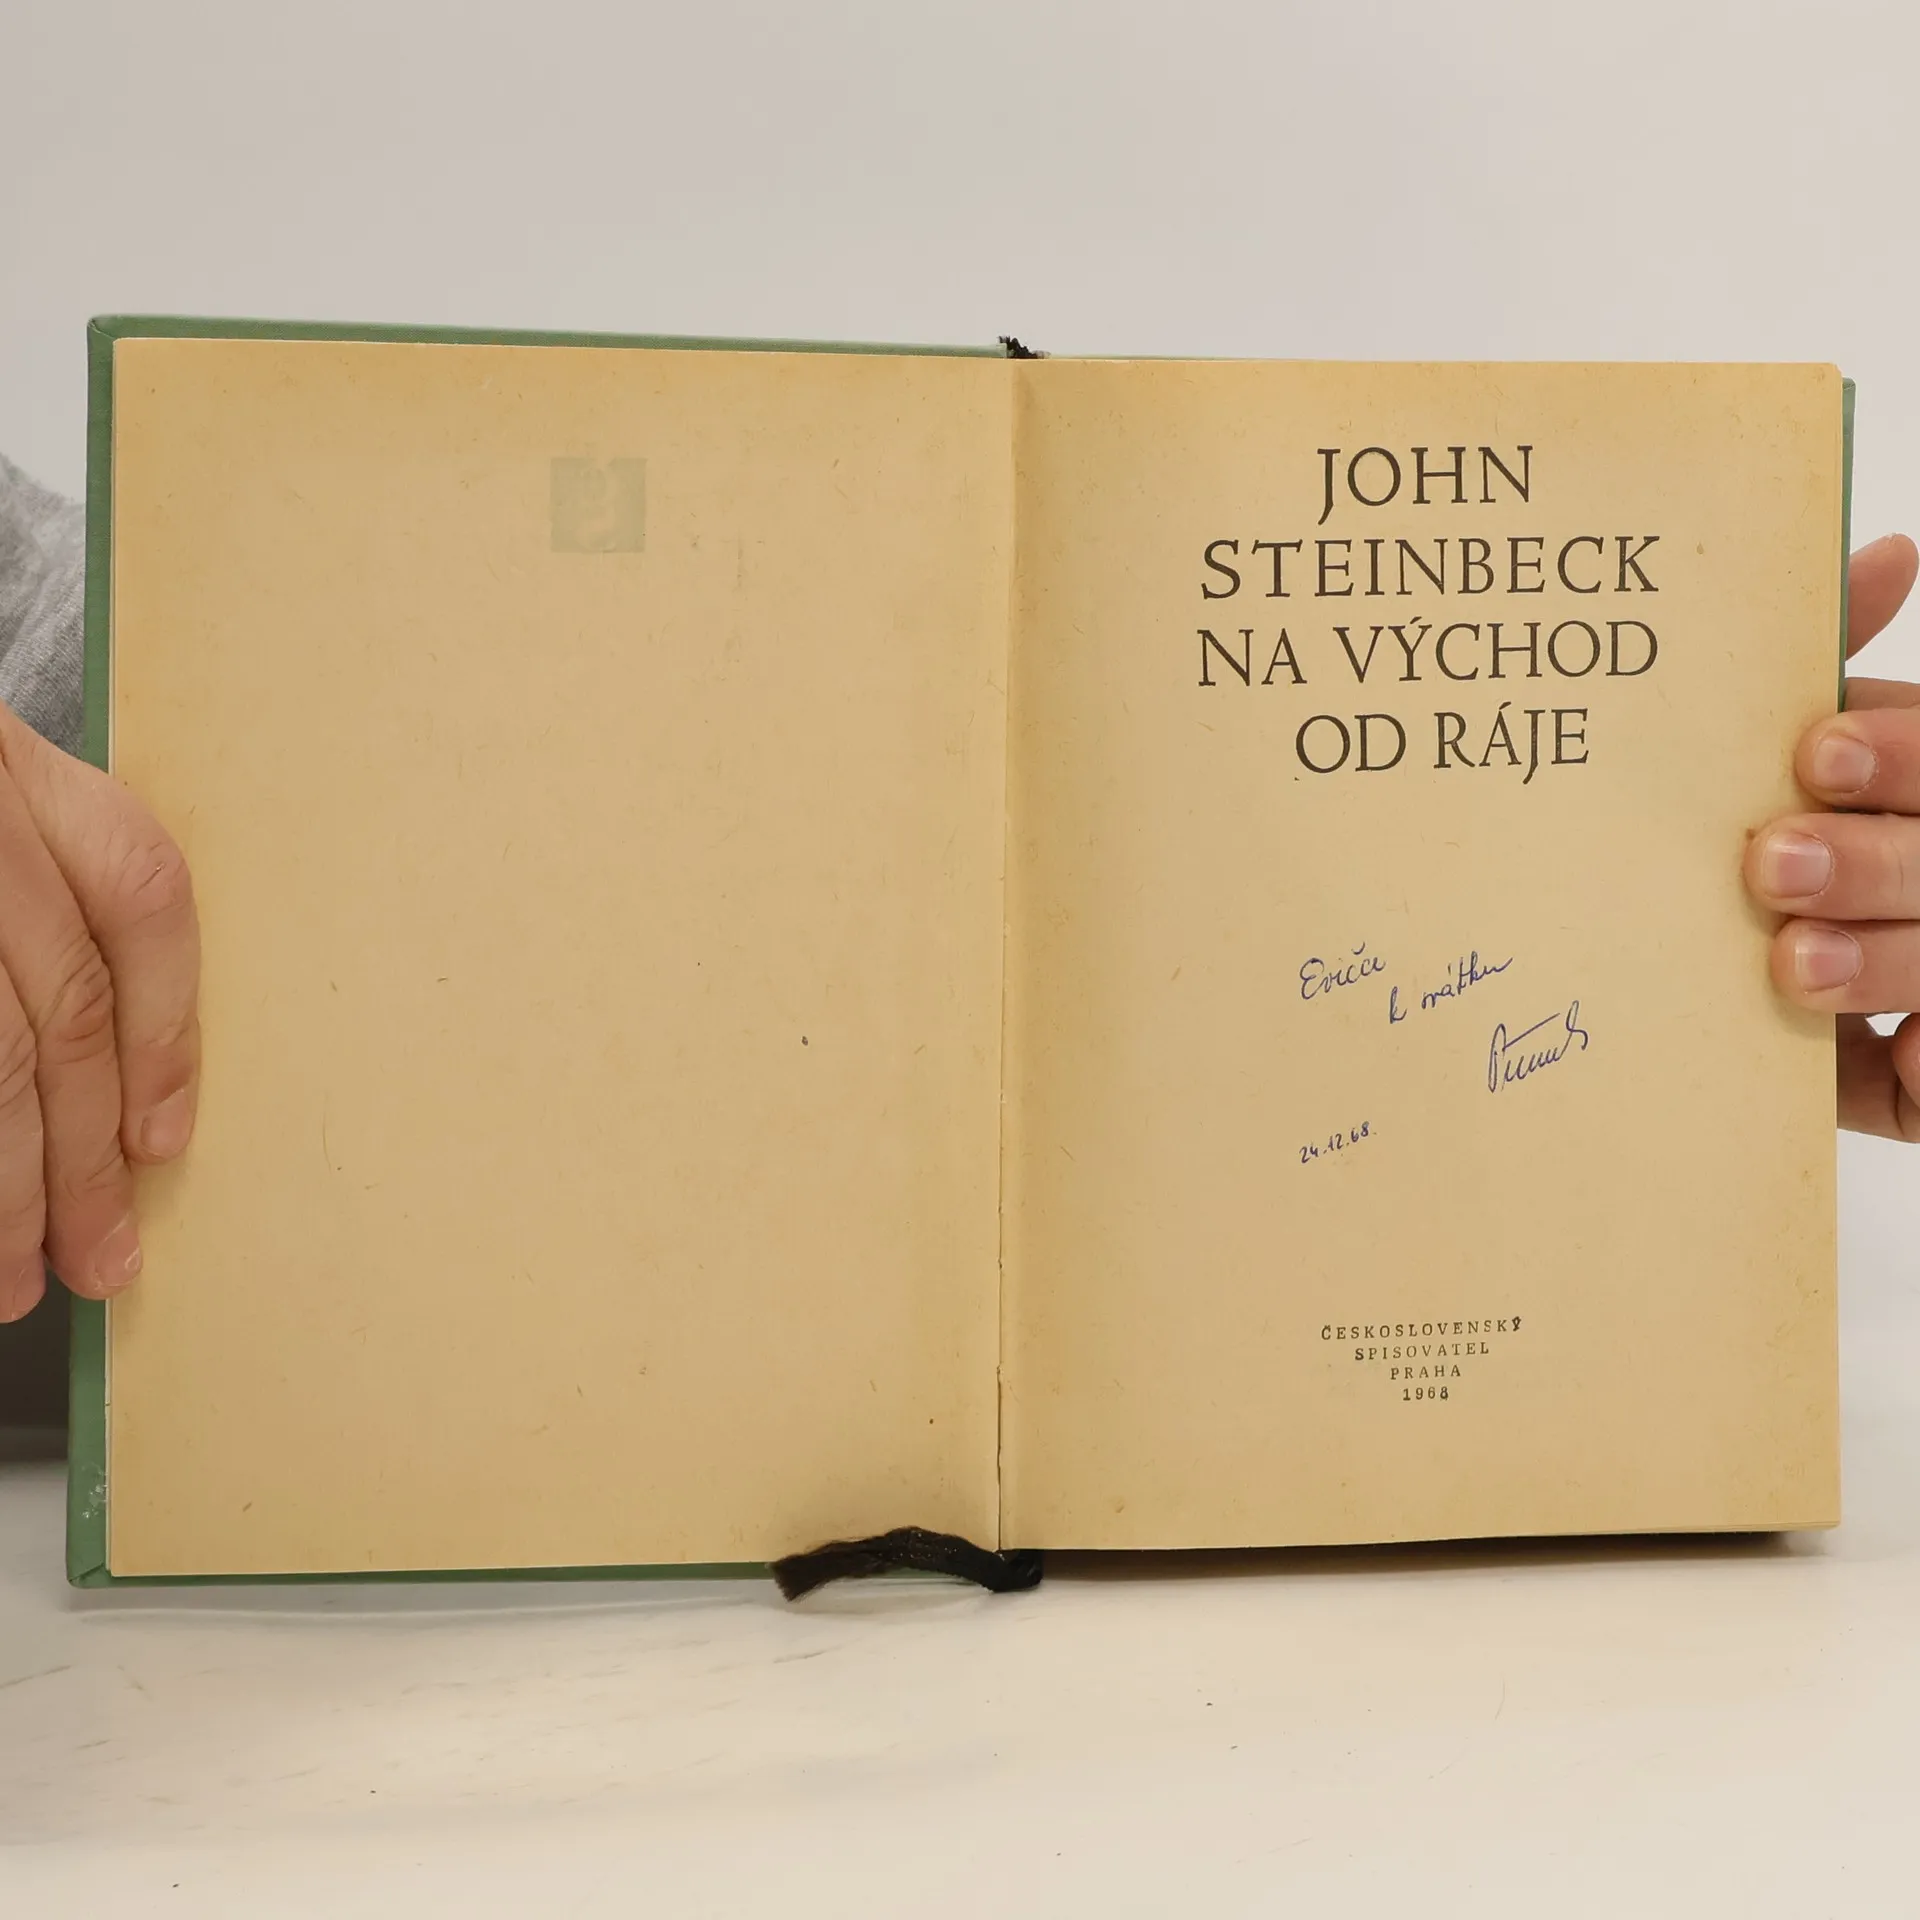 JOHN
STEINBECK
NA VÝCHOD
OD RÁJE
Evičce
k svátku
24.12.68.
ČESKOSLOVENSKÝ
SPISOVATEL
PRAHA
1968